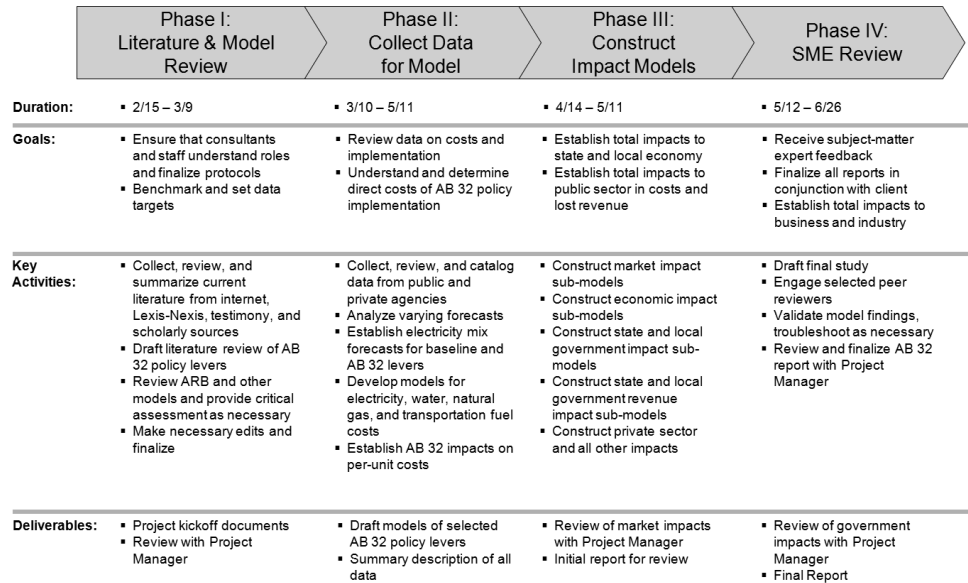 Phase I:
Literature & Model
Review
Phase II:
Collect Data
for Model
Phase III:
Construct
Impact Models
Phase IV:
SME Review
Duration:
▪ 2/15 – 3/9
▪ 3/10 – 5/11
▪ 4/14 – 5/11
▪ 5/12 – 6/26
Goals:
▪ Ensure that consultants
and staff understand roles
and finalize protocols
▪ Benchmark and set data
targets
▪ Review data on costs and
implementation
▪ Understand and determine
direct costs of AB 32 policy
implementation
▪ Establish total impacts to
state and local economy
▪ Establish total impacts to
public sector in costs and
lost revenue
▪ Receive subject-matter
expert feedback
▪ Finalize all reports in
conjunction with client
▪ Establish total impacts to
business and industry
Key
Activities:
▪ Collect, review, and
summarize current
literature from internet,
Lexis-Nexis, testimony, and
scholarly sources
▪ Draft literature review of AB
32 policy levers
▪ Review ARB and other
models and provide critical
assessment as necessary
▪ Make necessary edits and
finalize
▪ Collect, review, and catalog
data from public and
private agencies
▪ Analyze varying forecasts
▪ Establish electricity mix
forecasts for baseline and
AB 32 levers
▪ Develop models for
electricity, water, natural
gas, and transportation fuel
costs
▪ Establish AB 32 impacts on
per-unit costs
▪ Construct market impact
sub-models
▪ Construct economic impact
sub-models
▪ Construct state and local
government impact sub-
models
▪ Construct state and local
government revenue
impact sub-models
▪ Construct private sector
and all other impacts
▪ Draft final study
▪ Engage selected peer
reviewers
▪ Validate model findings,
troubleshoot as necessary
▪ Review and finalize AB 32
report with Project
Manager
Deliverables:
▪ Project kickoff documents
▪ Review with Project
Manager
▪ Draft models of selected
AB 32 policy levers
▪ Summary description of all
data
▪ Review of market impacts
with Project Manager
▪ Initial report for review
▪ Review of government
impacts with Project
Manager
▪ Final Report